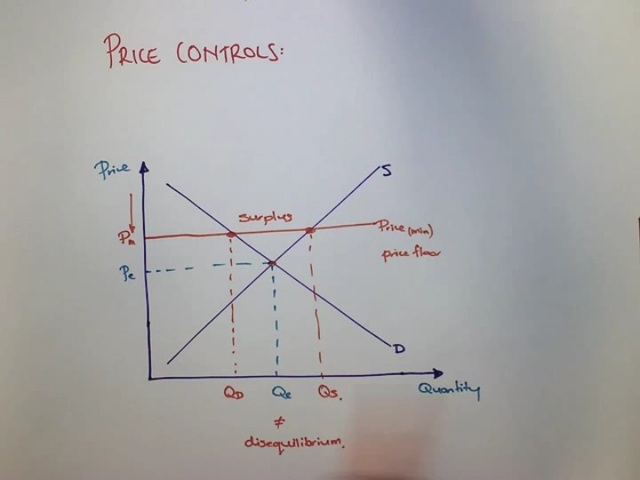 PRICE CONTROLS:
Price
S
surplus
Pm
Price (min)
price floor
Pe
D
QD
Qe
Qs.
Quantity
≠
disequilibrium.